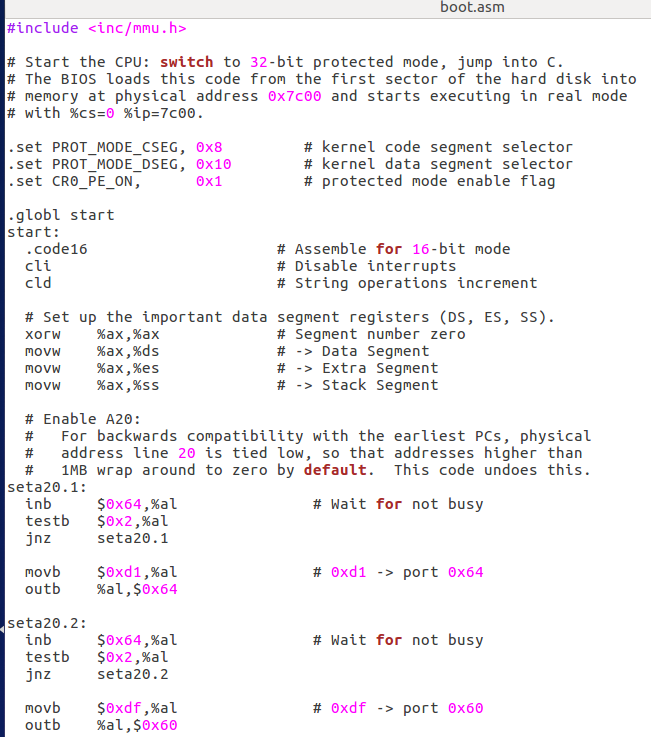 boot.asm
#include <inc/mmu.h>
# Start the CPU: switch to 32-bit protected mode, jump into C.
# The BIOS loads this code from the first sector of the hard disk into
# memory at physical address 0x7c00 and starts executing in real mode
# with %cs=0 %ip=7c00.
.set PROT_MODE_CSEG, 0x8         # kernel code segment selector
.set PROT_MODE_DSEG, 0x10        # kernel data segment selector
.set CR0_PE_ON,      0x1         # protected mode enable flag
.globl start
start:
  .code16                     # Assemble for 16-bit mode
  cli                         # Disable interrupts
  cld                         # String operations increment
  # Set up the important data segment registers (DS, ES, SS).
  xorw    %ax,%ax             # Segment number zero
  movw    %ax,%ds             # -> Data Segment
  movw    %ax,%es             # -> Extra Segment
  movw    %ax,%ss             # -> Stack Segment
  # Enable A20:
  #   For backwards compatibility with the earliest PCs, physical
  #   address line 20 is tied low, so that addresses higher than
  #   1MB wrap around to zero by default.  This code undoes this.
seta20.1:
  inb     $0x64,%al               # Wait for not busy
  testb   $0x2,%al
  jnz     seta20.1
  movb    $0xd1,%al               # 0xd1 -> port 0x64
  outb    %al,$0x64
seta20.2:
  inb     $0x64,%al               # Wait for not busy
  testb   $0x2,%al
  jnz     seta20.2
  movb    $0xdf,%al               # 0xdf -> port 0x60
  outb    %al,$0x60